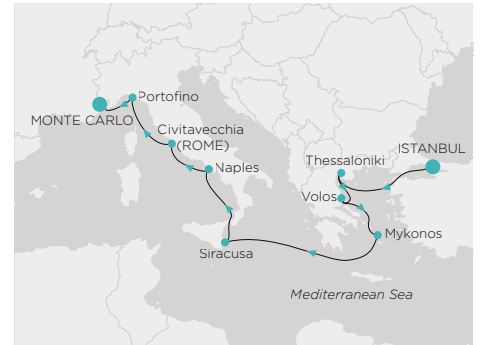 Portofino
MONTE CARLO
Civitavecchia
(ROME)
Naples
Thessaloniki
ISTANBUL
Volos
Mykonos
Siracusa
Mediterranean Sea